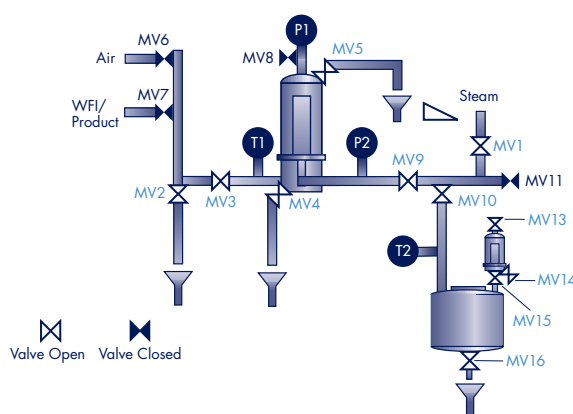 P1
MV6
MV8
MV5
Air
MV7
WFI/
Product
Steam
T1
P2
MV9
MV1
MV2
MV3
MV4
MV10
MV11
MV13
T2
MV14
MV15
MV16
Valve Open
Valve Closed